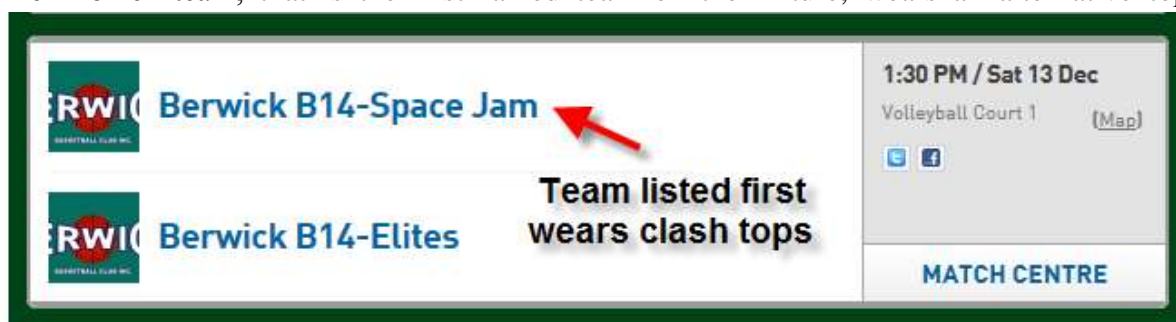 Berwick B14-Space Jam
Team listed first
wears clash tops
Berwick B14-Elites
1:30 PM / Sat 13 Dec
Volleyball Court 1 (Map)
MATCH CENTRE